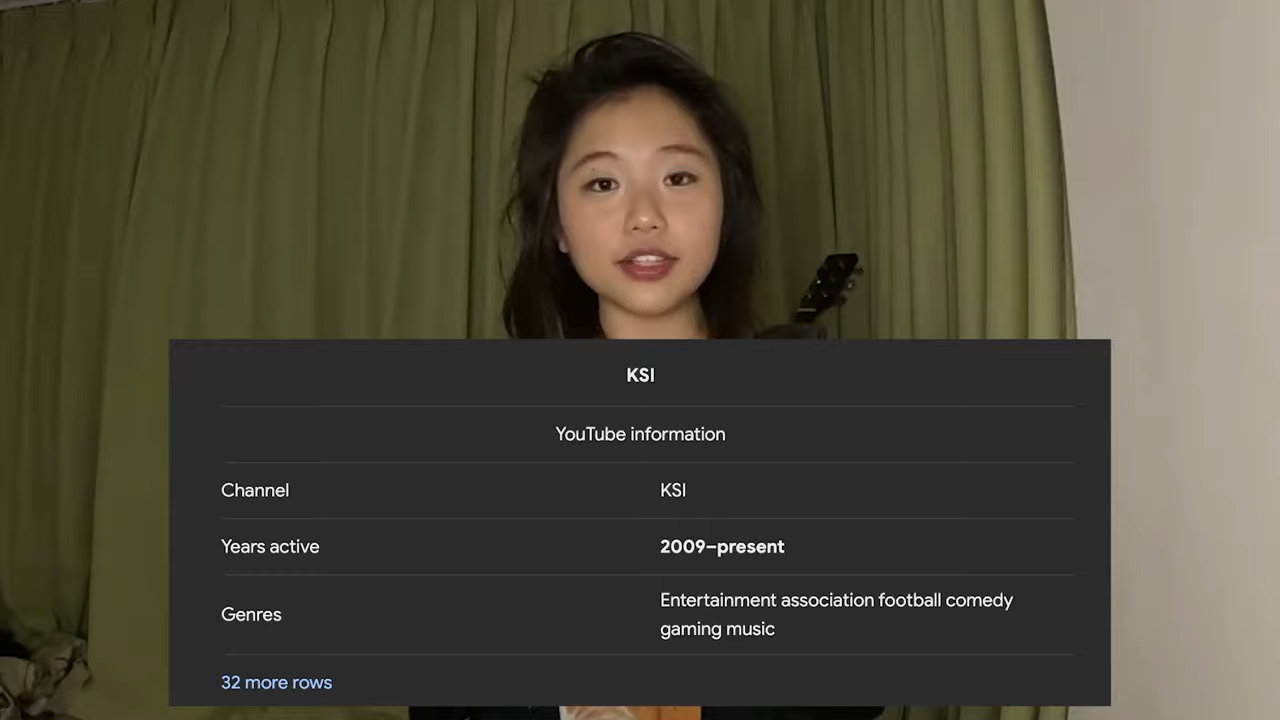 KSI
YouTube information
Channel KSI
Years active 2009–present
Genres Entertainment association football comedy
gaming music
32 more rows